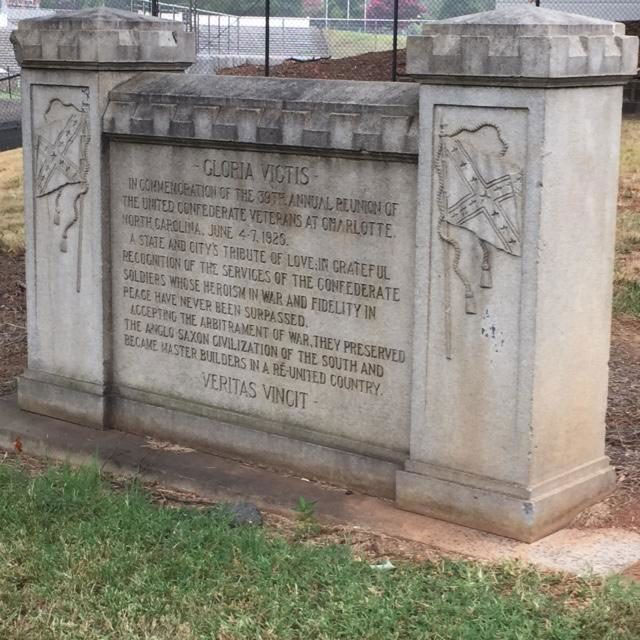 GLORIA VICTIS
IN COMMEMORATION OF THE 39TH ANNUAL REUNION OF
THE UNITED CONFEDERATE VETERANS AT CHARLOTTE,
NORTH CAROLINA, JUNE 4-7, 1929.
A STATE AND CITY'S TRIBUTE OF LOVE; IN GRATEFUL
RECOGNITION OF THE SERVICES OF THE CONFEDERATE
SOLDIERS WHOSE HEROISM IN WAR AND FIDELITY IN
PEACE HAVE NEVER BEEN SURPASSED.
ACCEPTING THE ARBITRAMENT OF WAR, THEY PRESERVED
THE ANGLO SAXON CIVILIZATION OF THE SOUTH AND
BECAME MASTER BUILDERS IN A RE-UNITED COUNTRY.
VERITAS VINCIT